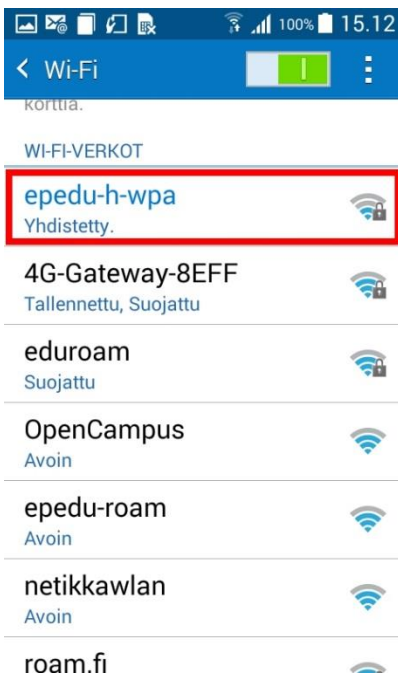 100% 15.12
Wi-Fi
korttia.
WI-FI-VERKOT
epedu-h-wpa
Yhdistetty.
4G-Gateway-8EFF
Tallennettu, Suojattu
eduroam
Suojattu
OpenCampus
Avoin
epedu-roam
Avoin
netikkawlan
Avoin
roam.fi